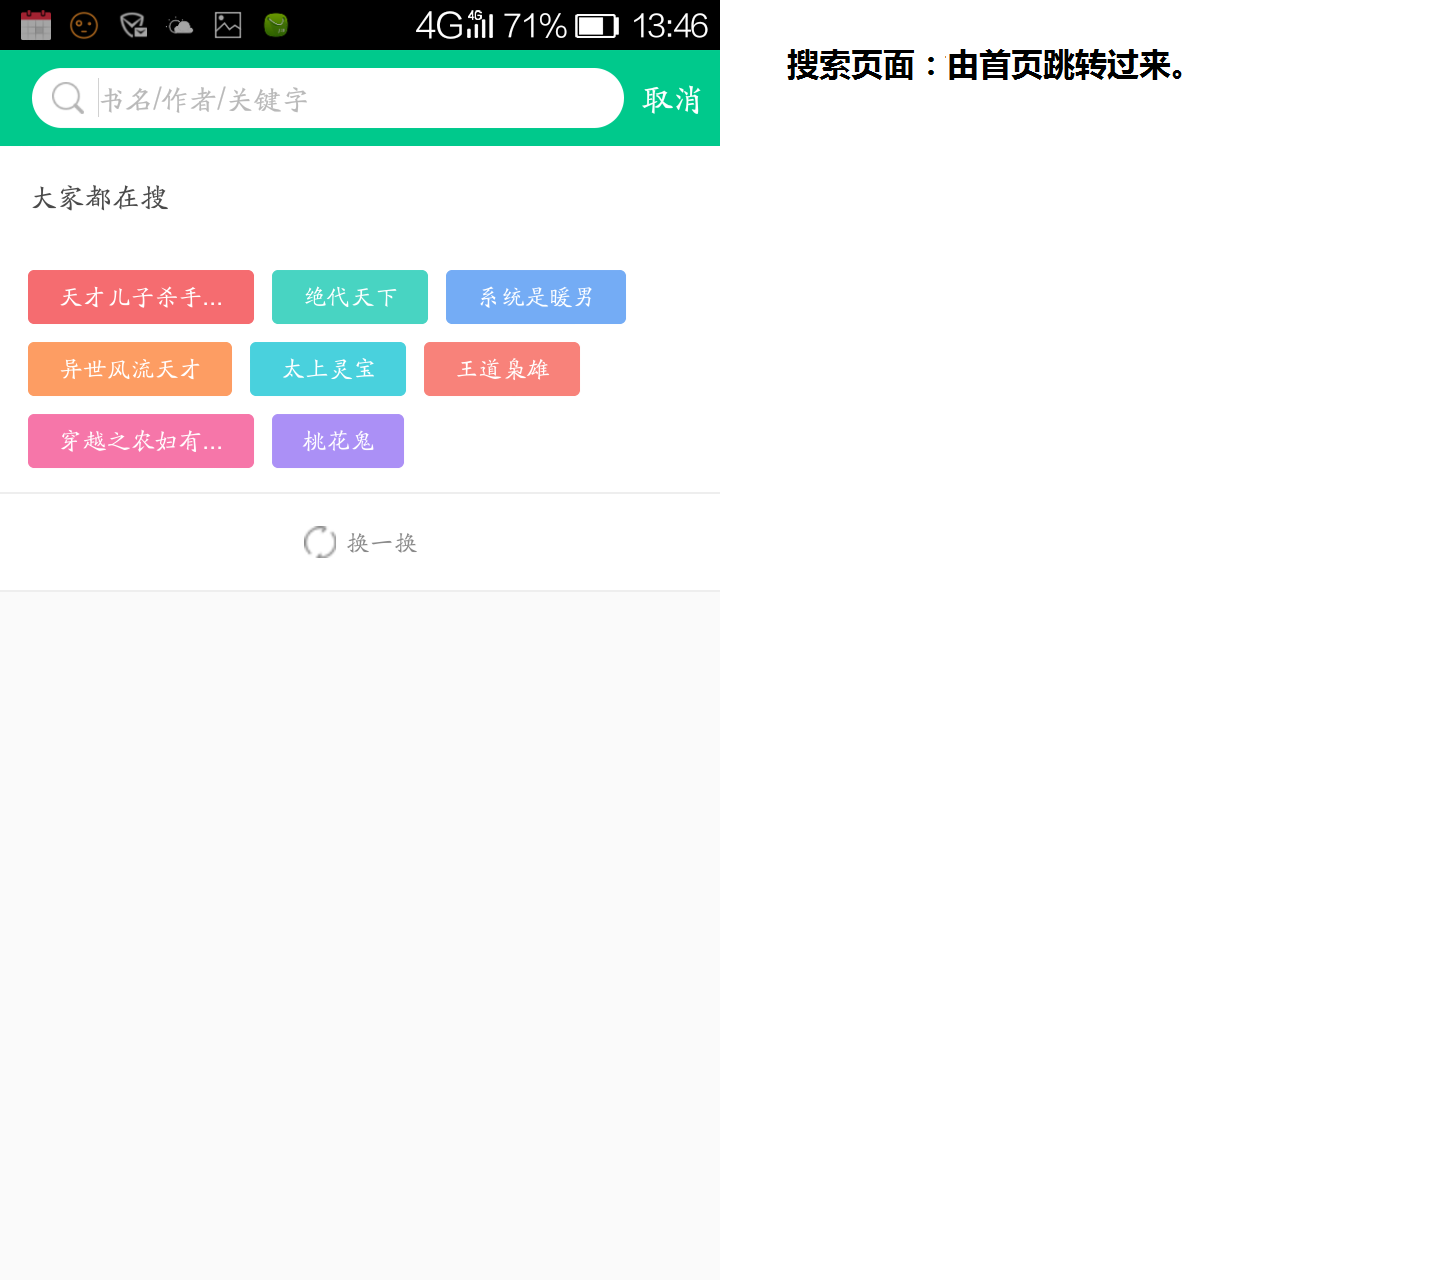 4G 4G 71% 13:46
书名/作者/关键字 取消
大家都在搜
天才儿子杀手... 绝代天下 系统是暖男
异世风流天才 太上灵宝 王道枭雄
穿越之农妇有... 桃花鬼
换一换
搜索页面：由首页跳转过来。